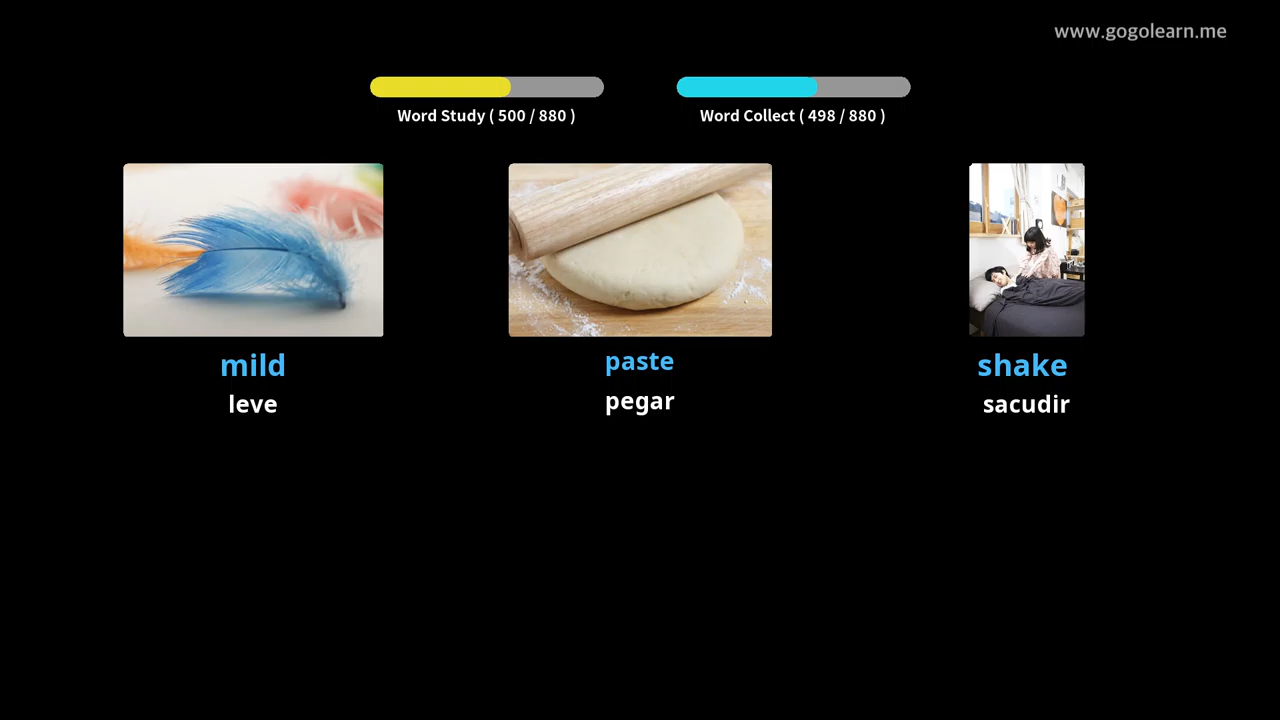 www.gogolearn.me
Word Study ( 500 / 880 )
Word Collect ( 498 / 880 )
mild
leve
paste
pegar
shake
sacudir